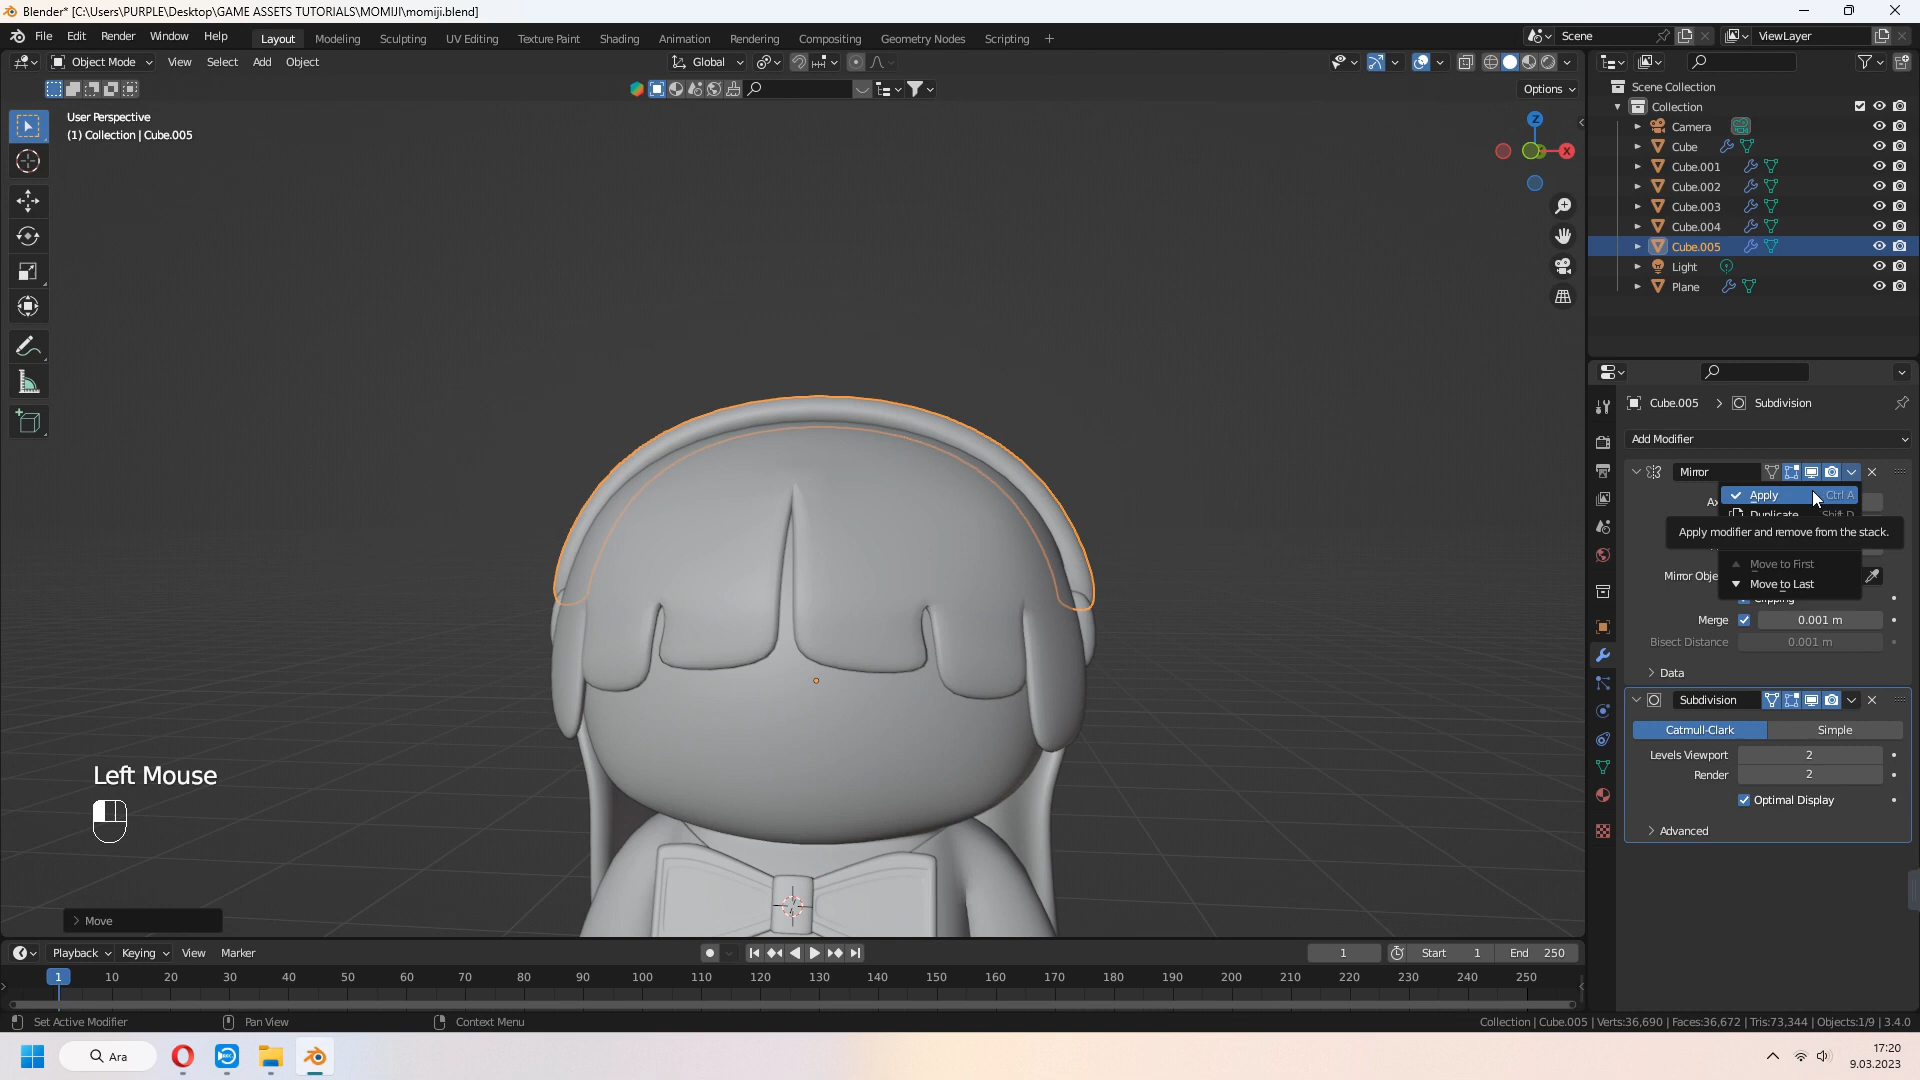 Blender* [C:\Users\PURPLE\Desktop\GAME ASSETS TUTORIALS\MOMIJI\momiji.blend]
File Edit Render Window Help Layout Modeling Sculpting UV Editing Texture Paint Shading Animation Rendering Compositing Geometry Nodes Scripting + Scene ViewLayer
Object Mode View Select Add Object Global
Options
User Perspective
(1) Collection | Cube.005
Z
X
Scene Collection
Collection
Camera
Cube
Cube.001
Cube.002
Cube.003
Cube.004
Cube.005
Light
Plane
Cube.005 > Subdivision
Add Modifier
Mirror
Apply Ctrl A
Duplicate Shift D
Apply modifier and remove from the stack.
Move to First
Mirror Obje
Move to Last
Clipping
Merge 0.001 m
Bisect Distance 0.001 m
Data
Subdivision
Catmull-Clark Simple
Levels Viewport 2
Render 2
Optimal Display
Advanced
Left Mouse
Move
Playback Keying View Marker 1 Start 1 End 250
1 10 20 30 40 50 60 70 80 90 100 110 120 130 140 150 160 170 180 190 200 210 220 230 240 250
Set Active Modifier Pan View Context Menu Collection | Cube.005 | Verts:36,690 | Faces:36,672 | Tris:73,344 | Objects:1/9 | 3.4.0
Ara
17:20
9.03.2023